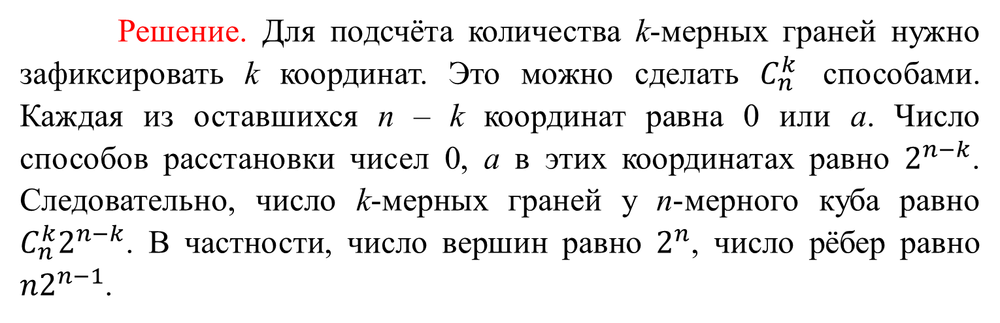 Решение. Для подсчёта количества k-мерных граней нужно
зафиксировать k координат. Это можно сделать $C_n^k$ способами.
Каждая из оставшихся n – k координат равна 0 или a. Число
способов расстановки чисел 0, a в этих координатах равно $2^{n-k}$.
Следовательно, число k-мерных граней у n-мерного куба равно
$C_n^k 2^{n-k}$. В частности, число вершин равно $2^n$, число рёбер равно
$n2^{n-1}$.